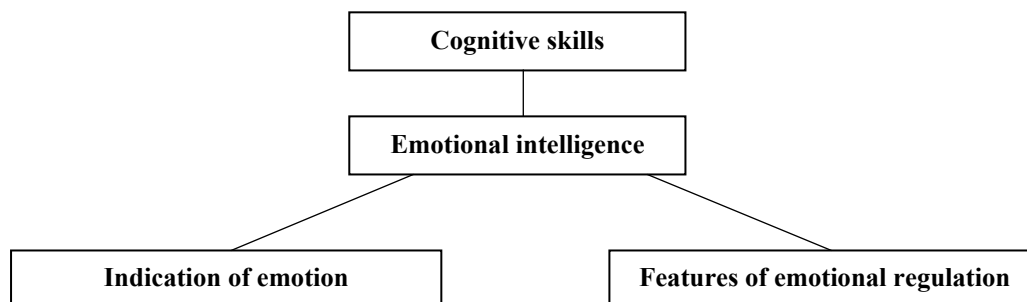 Cognitive skills
Emotional intelligence
Indication of emotion
Features of emotional regulation